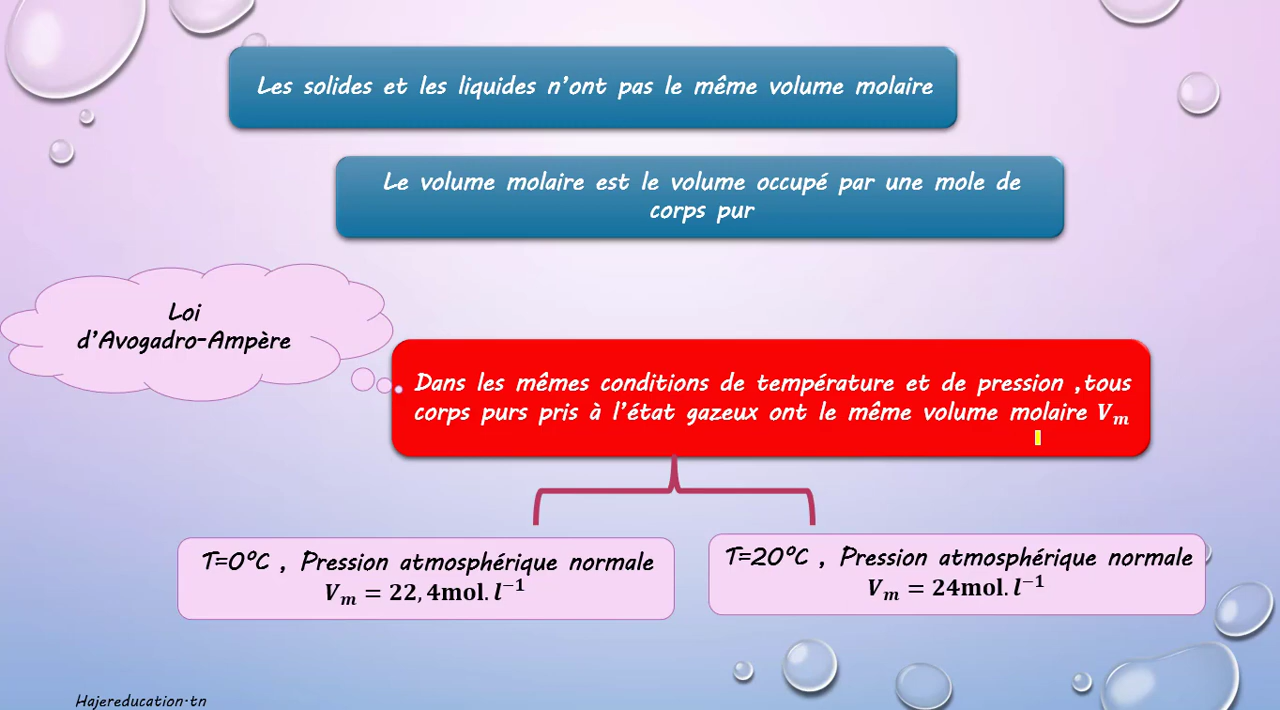 Les solides et les liquides n'ont pas le même volume molaire
Le volume molaire est le volume occupé par une mole de
corps pur
Loi
d'Avogadro-Ampère
Dans les mêmes conditions de température et de pression ,tous
corps purs pris à l'état gazeux ont le même volume molaire Vₘ
T=0°C , Pression atmosphérique normale
Vₘ = 22,4mol.l⁻¹
T=20°C , Pression atmosphérique normale
Vₘ = 24mol.l⁻¹
Hajereducation.tn